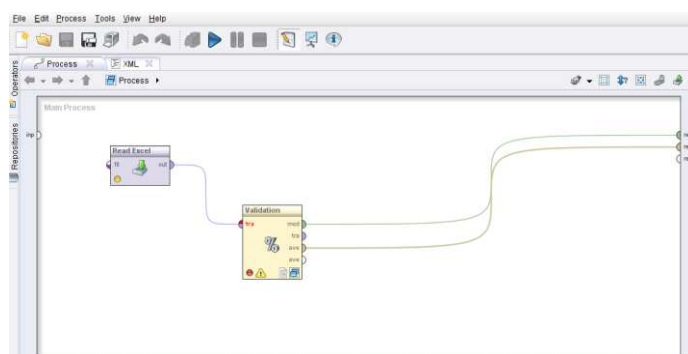 File Edit Process Tools View Help
Process XML
Process
Operators
Repositories
Main Process
inp
Read Excel
fil out
Validation
tra mod
tra
ave
ave